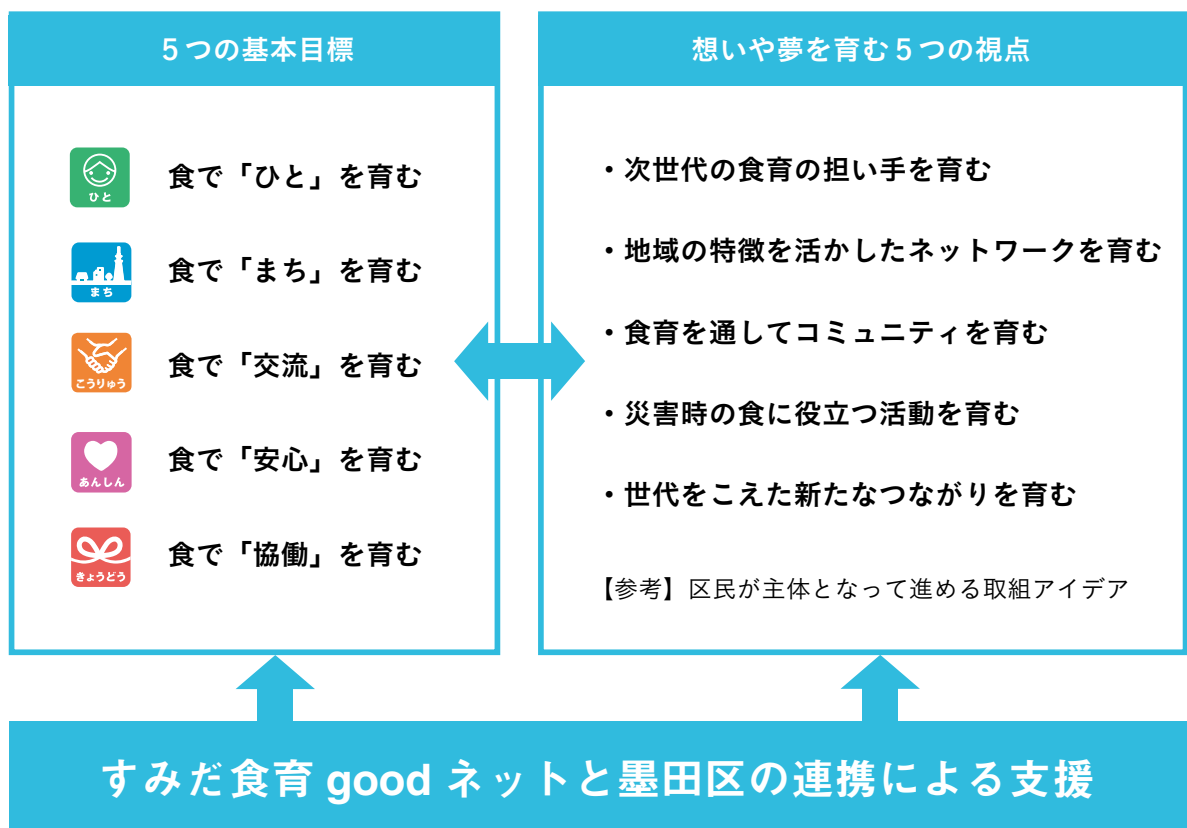 5つの基本目標
ひと
食で「ひと」を育む
まち
食で「まち」を育む
こうりゅう
食で「交流」を育む
あんしん
食で「安心」を育む
きょうどう
食で「協働」を育む
想いや夢を育む5つの視点
・次世代の食育の担い手を育む
・地域の特徴を活かしたネットワークを育む
・食育を通してコミュニティを育む
・災害時の食に役立つ活動を育む
・世代をこえた新たなつながりを育む
【参考】区民が主体となって進める取組アイデア
すみだ食育 good ネットと墨田区の連携による支援